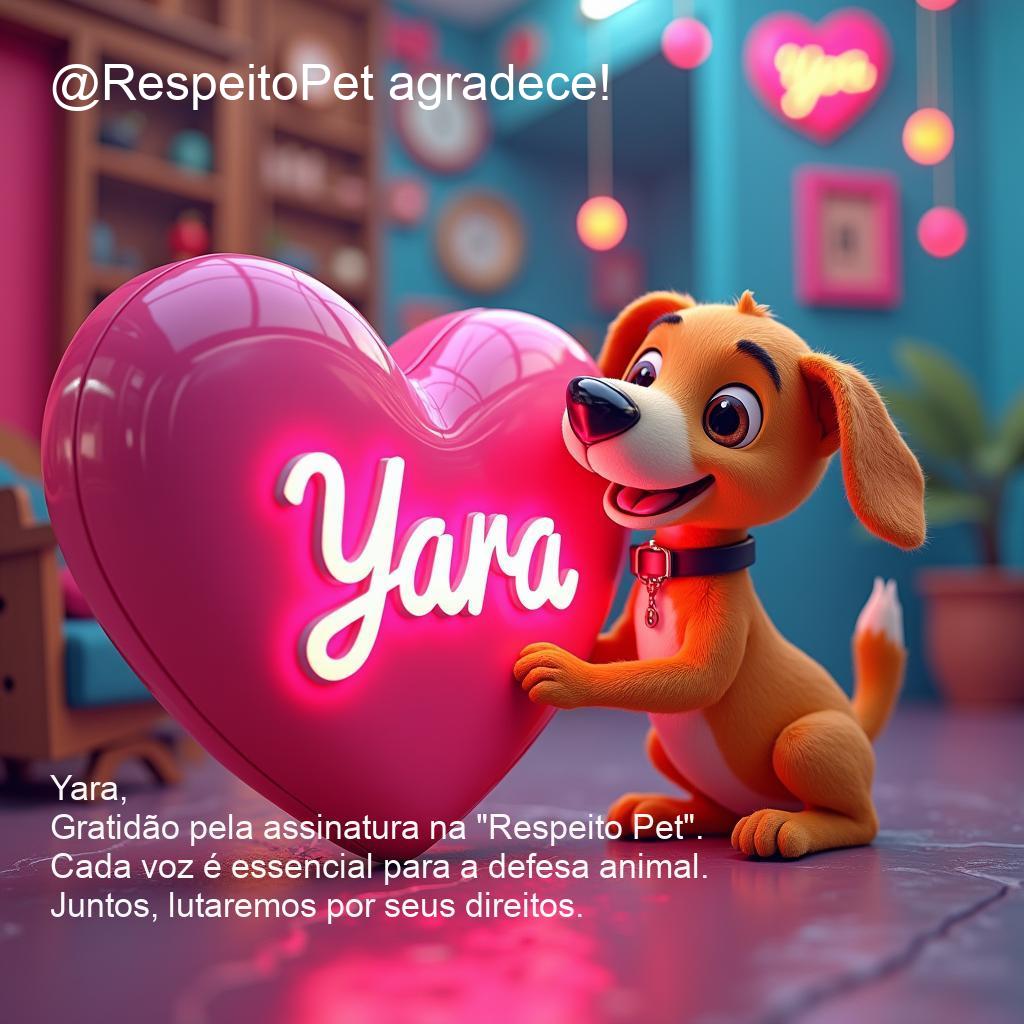 @RespeitoPet agradece!
Yara
Yara
Yara,
Gratidão pela assinatura na "Respeito Pet".
Cada voz é essencial para a defesa animal.
Juntos, lutaremos por seus direitos.